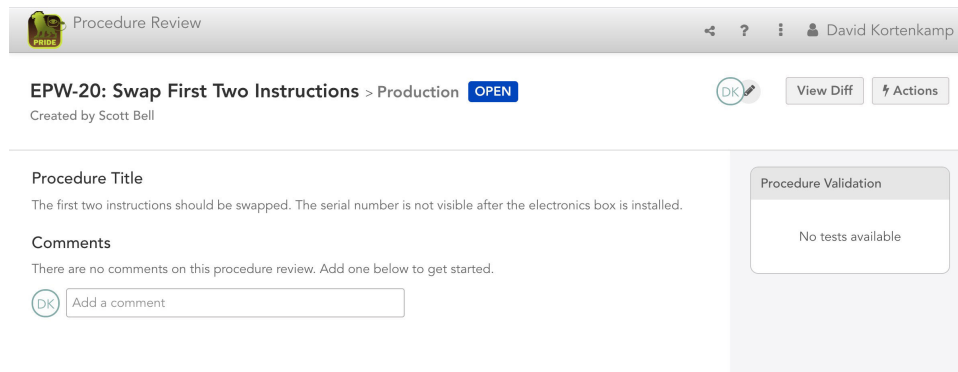 PRIDE
Procedure Review
? David Kortenkamp
EPW-20: Swap First Two Instructions > Production OPEN
DK View Diff Actions
Created by Scott Bell
Procedure Title
The first two instructions should be swapped. The serial number is not visible after the electronics box is installed.
Comments
There are no comments on this procedure review. Add one below to get started.
DK Add a comment
Procedure Validation
No tests available